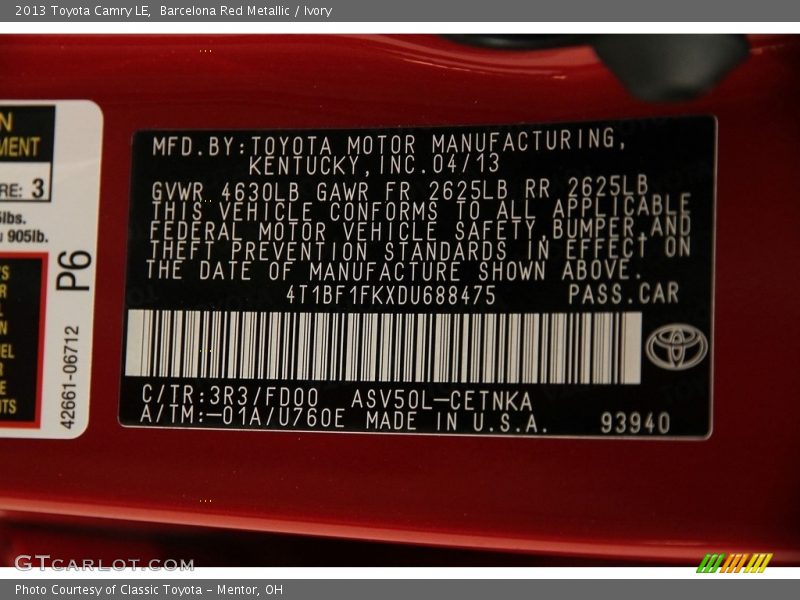 2013 Toyota Camry LE, Barcelona Red Metallic / Ivory
MENT
RE: 3
lbs.
905lb.
P6
42661-06712
MFD.BY:TOYOTA MOTOR MANUFACTURING,
KENTUCKY,INC.04/13
GVWR 4630LB GAWR FR 2625LB RR 2625LB
THIS VEHICLE CONFORMS TO ALL APPLICABLE
FEDERAL MOTOR VEHICLE SAFETY,BUMPER,AND
THEFT PREVENTION STANDARDS IN EFFECT ON
THE DATE OF MANUFACTURE SHOWN ABOVE.
4T1BF1FKXDU688475 PASS.CAR
C/TR:3R3/FD00 ASV50L-CETNKA
A/TM:-01A/U760E MADE IN U.S.A. 93940
GTCARLOT.COM
Photo Courtesy of Classic Toyota - Mentor, OH